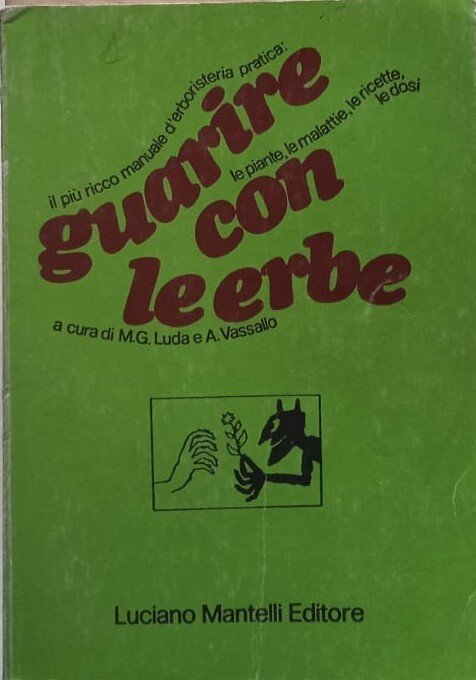 il più ricco manuale d'erboristeria pratica:
le piante, le malattie, le ricette,
le dosi
guarire
con
le erbe
a cura di M.G. Luda e A. Vassallo
Luciano Mantelli Editore